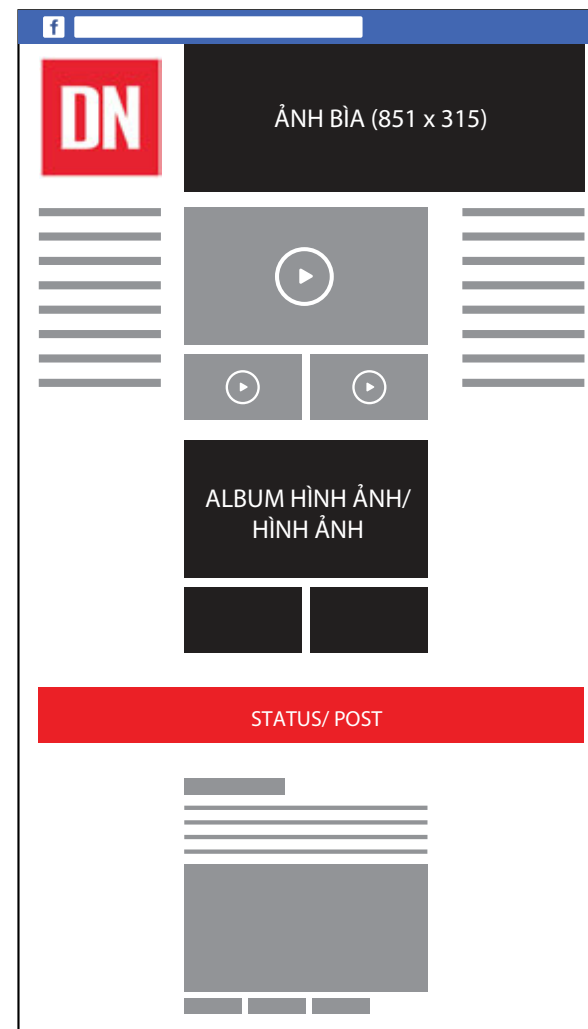 f
DN
ẢNH BÌA (851 x 315)
ALBUM HÌNH ẢNH/
HÌNH ẢNH
STATUS/ POST